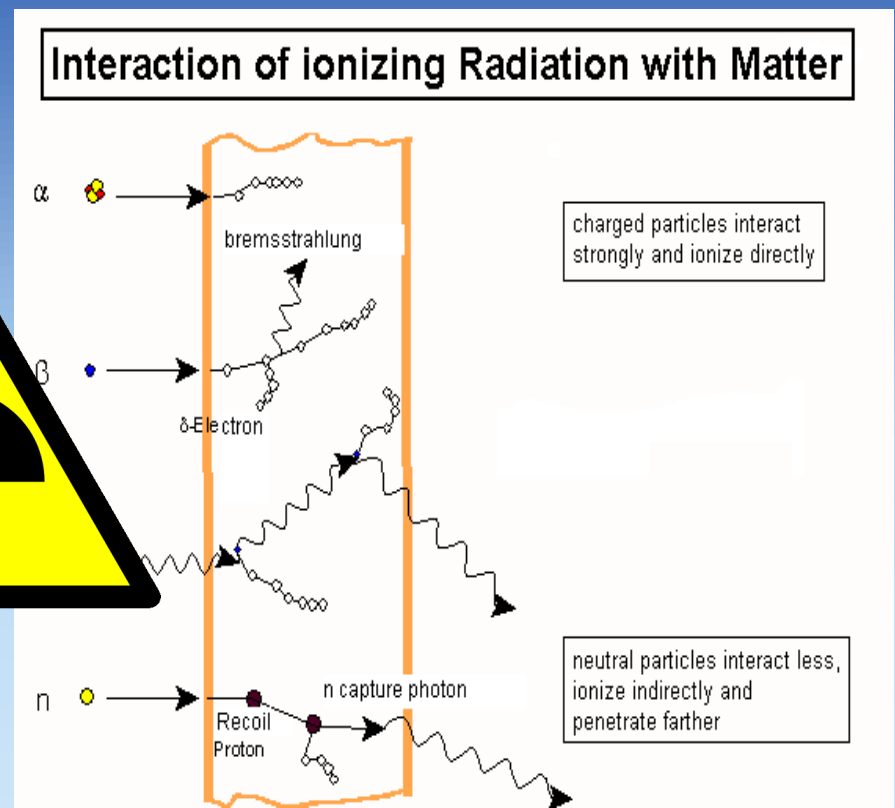 Interaction of ionizing Radiation with Matter
α
bremsstrahlung
charged particles interact
strongly and ionize directly
β
δ-Electron
n
n capture photon
Recoil
Proton
neutral particles interact less,
ionize indirectly and
penetrate farther